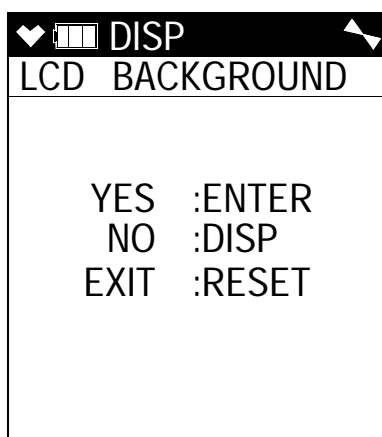 DISP
LCD BACKGROUND
YES :ENTER
NO :DISP
EXIT :RESET